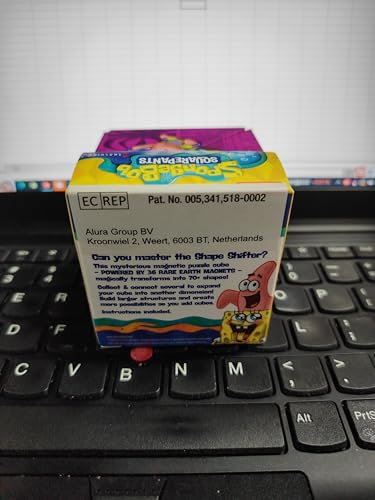 SPONGEBOB
SQUAREPANTS
EC REP
Pat. No. 005,341,518-0002
Alura Group BV
Kroonwiel 2, Weert, 6003 BT, Netherlands
Can you master the Shape Shifter?
This mysterious magnetic puzzle cube
- POWERED BY 36 RARE EARTH MAGNETS -
magically transforms into 70+ shapes!
Collect & connect several to expand
your cube into another dimension!
Build larger structures and create
more possibilities as you add cubes.
Instructions included.
E
R
D
F
C
V
B
N
M
<
,
>
.
Alt
PrtSc